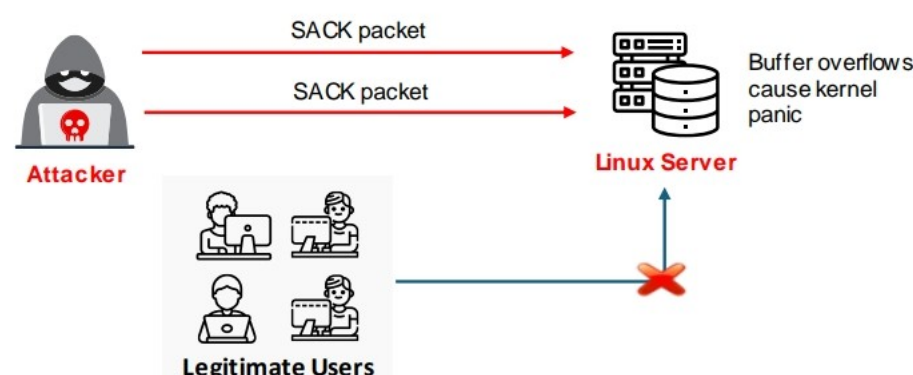 SACK packet
SACK packet
Attacker
Linux Server
Buffer overflows
cause kernel
panic
Legitimate Users